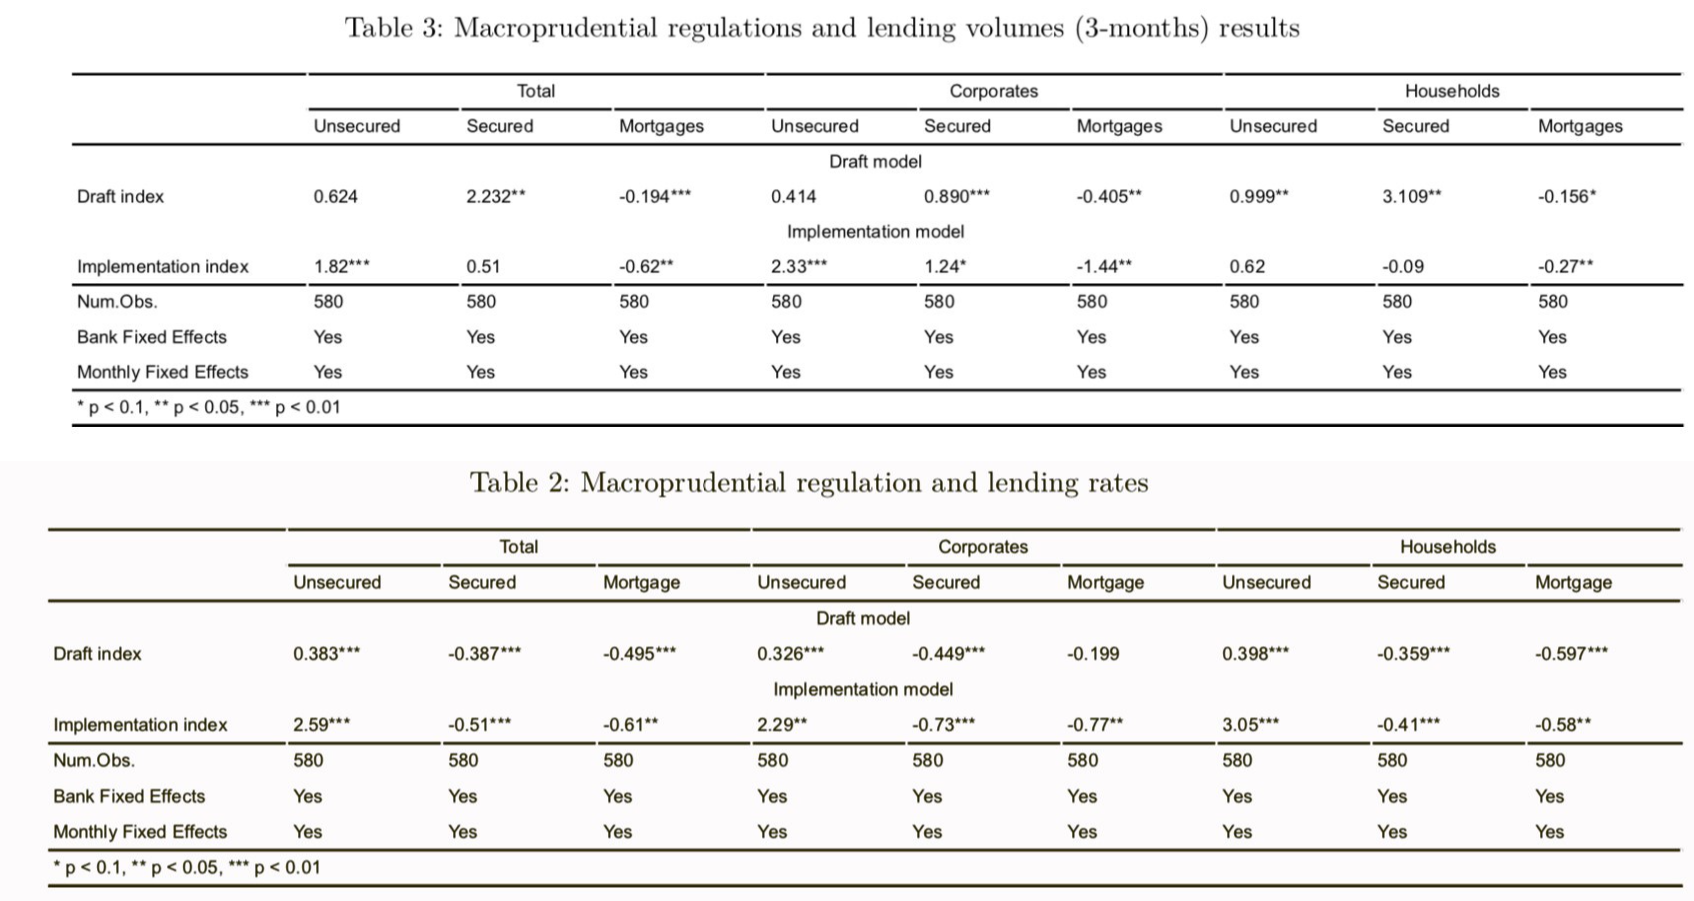 Table 3: Macroprudential regulations and lending volumes (3-months) results
Total Corporates Households
Unsecured Secured Mortgages Unsecured Secured Mortgages Unsecured Secured Mortgages
Draft model
Draft index 0.624 2.232** -0.194*** 0.414 0.890*** -0.405** 0.999** 3.109** -0.156*
Implementation model
Implementation index 1.82*** 0.51 -0.62** 2.33*** 1.24* -1.44** 0.62 -0.09 -0.27**
Num.Obs. 580 580 580 580 580 580 580 580 580
Bank Fixed Effects Yes Yes Yes Yes Yes Yes Yes Yes Yes
Monthly Fixed Effects Yes Yes Yes Yes Yes Yes Yes Yes Yes
* p < 0.1, ** p < 0.05, *** p < 0.01
Table 2: Macroprudential regulation and lending rates
Total Corporates Households
Unsecured Secured Mortgage Unsecured Secured Mortgage Unsecured Secured Mortgage
Draft model
Draft index 0.383*** -0.387*** -0.495*** 0.326*** -0.449*** -0.199 0.398*** -0.359*** -0.597***
Implementation model
Implementation index 2.59*** -0.51*** -0.61** 2.29** -0.73*** -0.77** 3.05*** -0.41*** -0.58**
Num.Obs. 580 580 580 580 580 580 580 580 580
Bank Fixed Effects Yes Yes Yes Yes Yes Yes Yes Yes Yes
Monthly Fixed Effects Yes Yes Yes Yes Yes Yes Yes Yes Yes
* p < 0.1, ** p < 0.05, *** p < 0.01